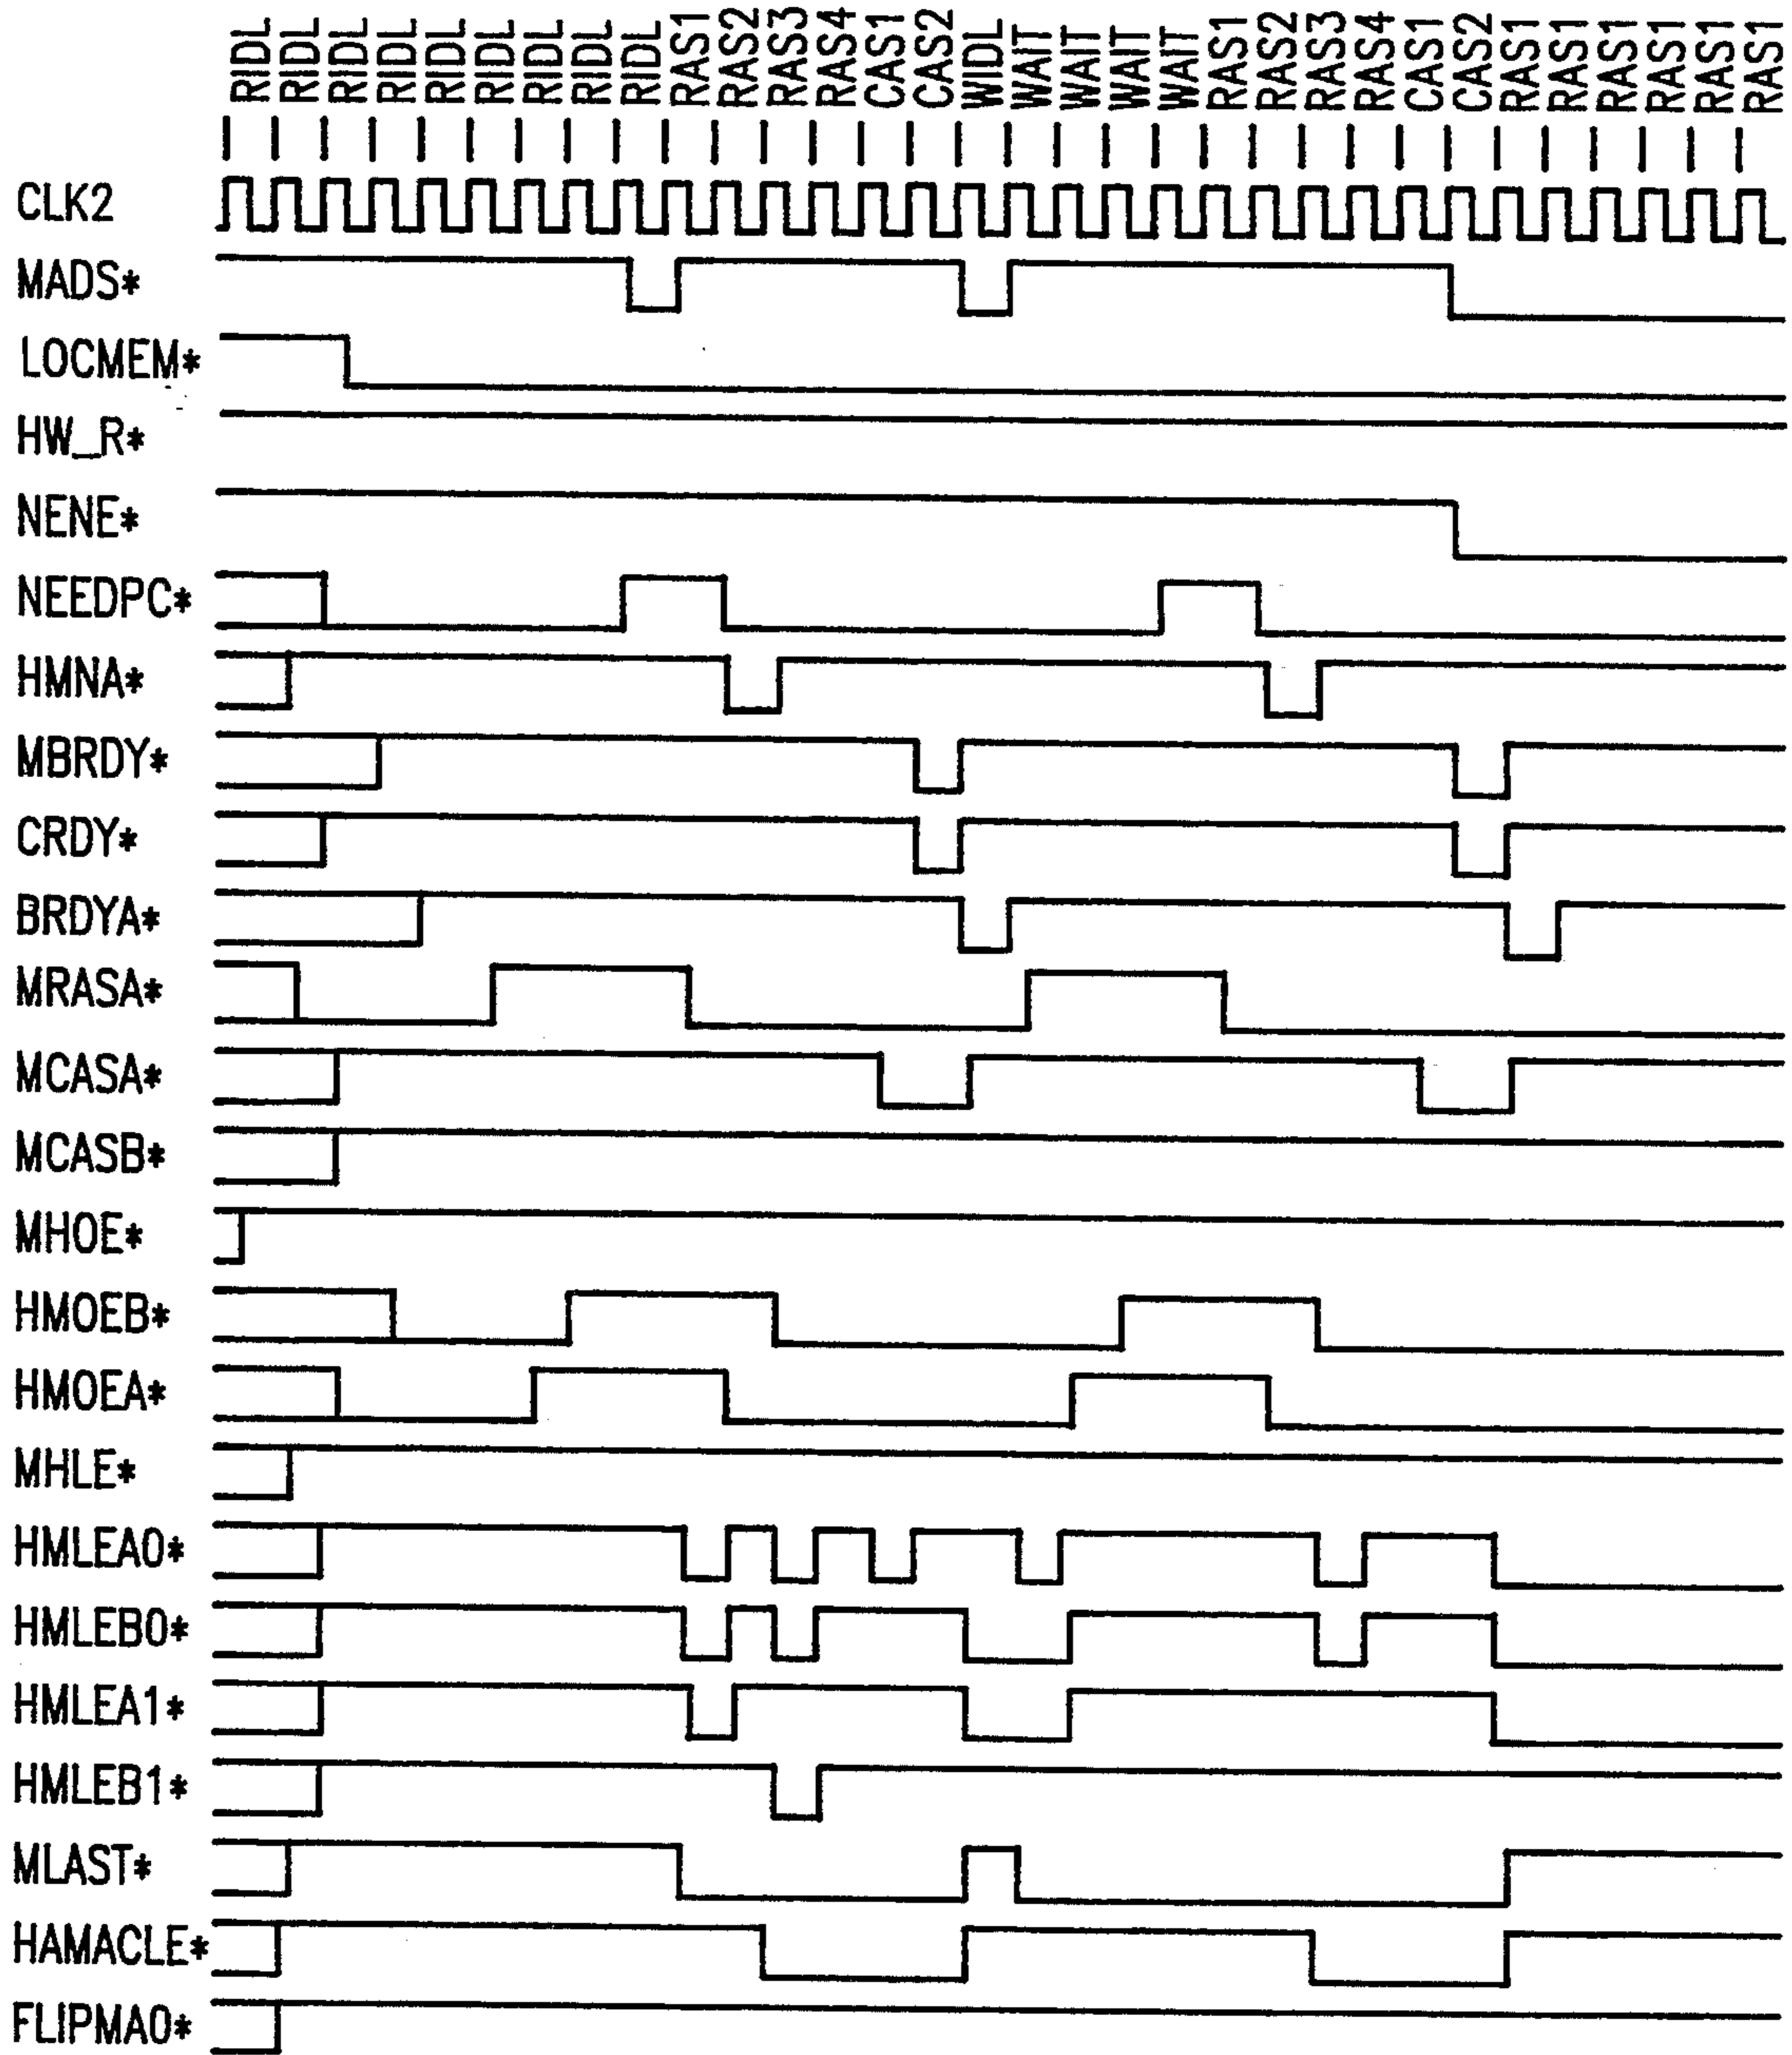 RIDL RIDL RIDL RIDL RIDL RIDL RIDL RIDL RIDL RAS1 RAS2 RAS3 RAS4 CAS1 CAS2 WIDL WAIT WAIT WAIT WAIT RAS1 RAS2 RAS3 RAS4 CAS1 CAS2 RAS1 RAS1 RAS1 RAS1 RAS1 RAS1
CLK2
MADS*
LOCMEM*
HW_R*
NENE*
NEEDPC*
HMNA*
MBRDY*
CRDY*
BRDYA*
MRASA*
MCASA*
MCASB*
MHOE*
HMOEB*
HMOEA*
MHLE*
HMLEA0*
HMLEB0*
HMLEA1*
HMLEB1*
MLAST*
HAMACLE*
FLIPMA0*